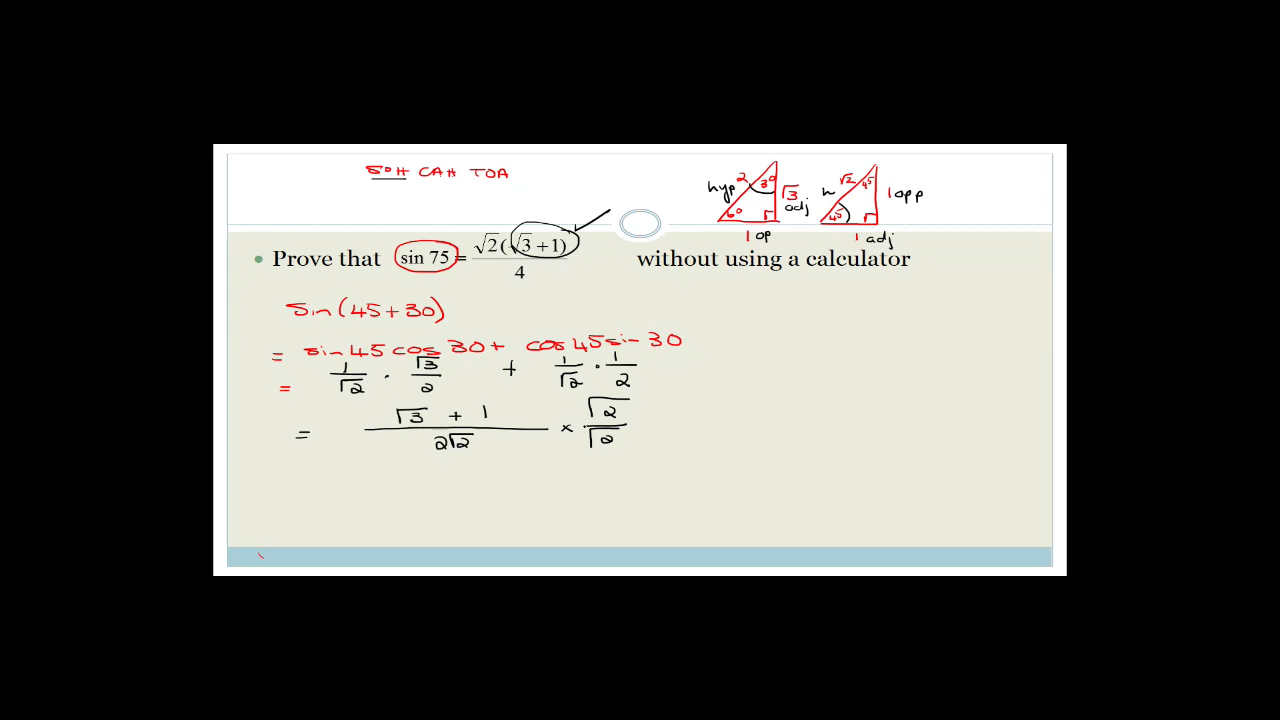 SOH CAH TOA
2 30 √3 hyp adj 60 1 op
√2 45 h 1 opp 45 1 adj
• Prove that sin 75 = √2(√3+1)/4 without using a calculator
sin(45+30)
= sin 45 cos 30 + cos 45 sin 30
= 1/√2 . √3/2 + 1/√2 . 1/2
= √3 + 1 / 2√2 × √2/√2